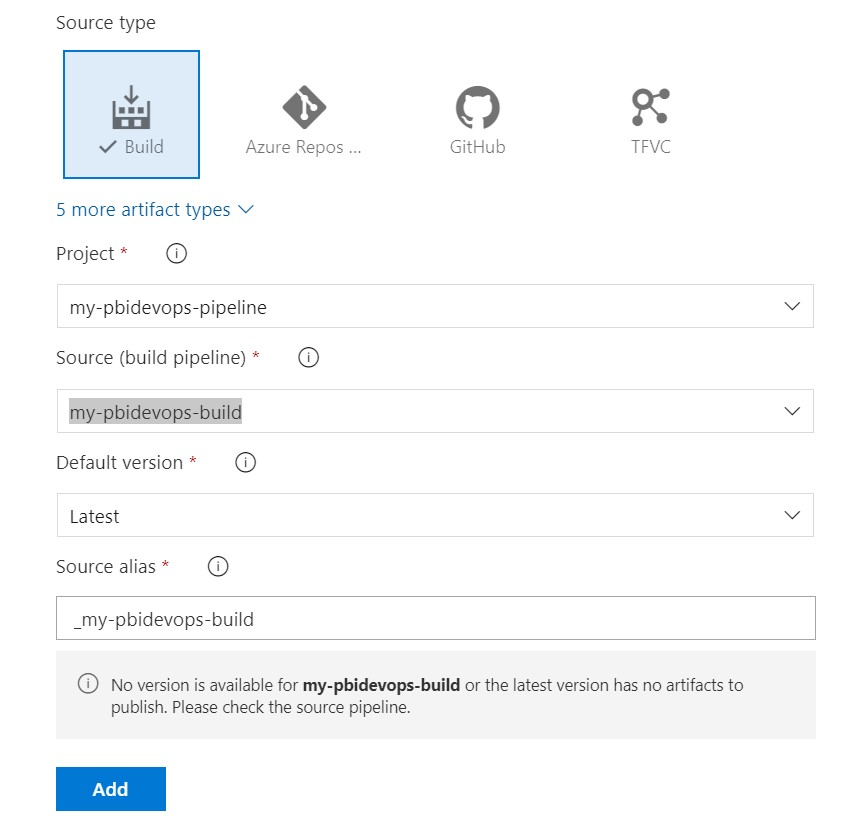 Source type
Build
Azure Repos ...
GitHub
TFVC
5 more artifact types
Project *
my-pbidevops-pipeline
Source (build pipeline) *
my-pbidevops-build
Default version *
Latest
Source alias *
_my-pbidevops-build
No version is available for my-pbidevops-build or the latest version has no artifacts to
publish. Please check the source pipeline.
Add